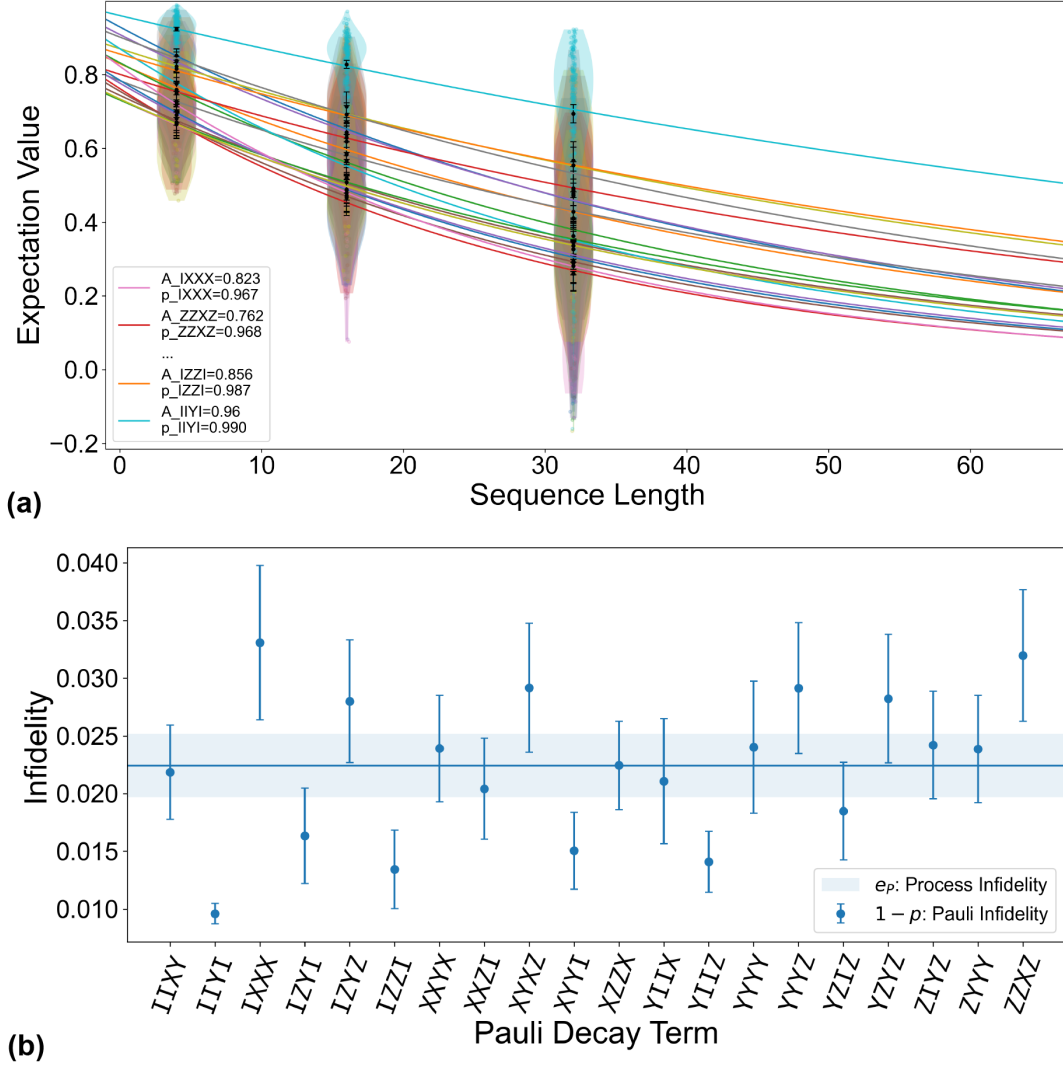 0.8
0.6
0.4
0.2
0.0
−0.2
Expectation Value
A_IXXX=0.823
p_IXXX=0.967
A_ZZXZ=0.762
p_ZZXZ=0.968
...
A_IZZI=0.856
p_IZZI=0.987
A_IIYI=0.96
p_IIYI=0.990
0 10 20 30 40 50 60
Sequence Length
(a)
0.040
0.035
0.030
0.025
0.020
0.015
0.010
Infidelity
eP: Process Infidelity
1 − p: Pauli Infidelity
IIXY IIYI IXXX IZYI IZYZ IZZI XXYX XXZI XYXZ XYYI XZZX YIIX YIIZ YYYY YYYZ YZIZ YZYZ ZIYZ ZYYY ZZXZ
Pauli Decay Term
(b)